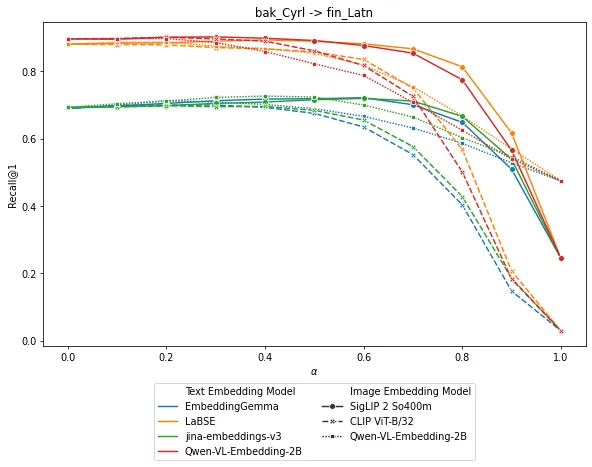 bak_Cyrl -> fin_Latn
Recall@1
0.8
0.6
0.4
0.2
0.0
0.0 0.2 0.4 0.6 0.8 1.0
α
Text Embedding Model Image Embedding Model
EmbeddingGemma SigLIP 2 So400m
LaBSE CLIP ViT-B/32
jina-embeddings-v3 Qwen-VL-Embedding-2B
Qwen-VL-Embedding-2B